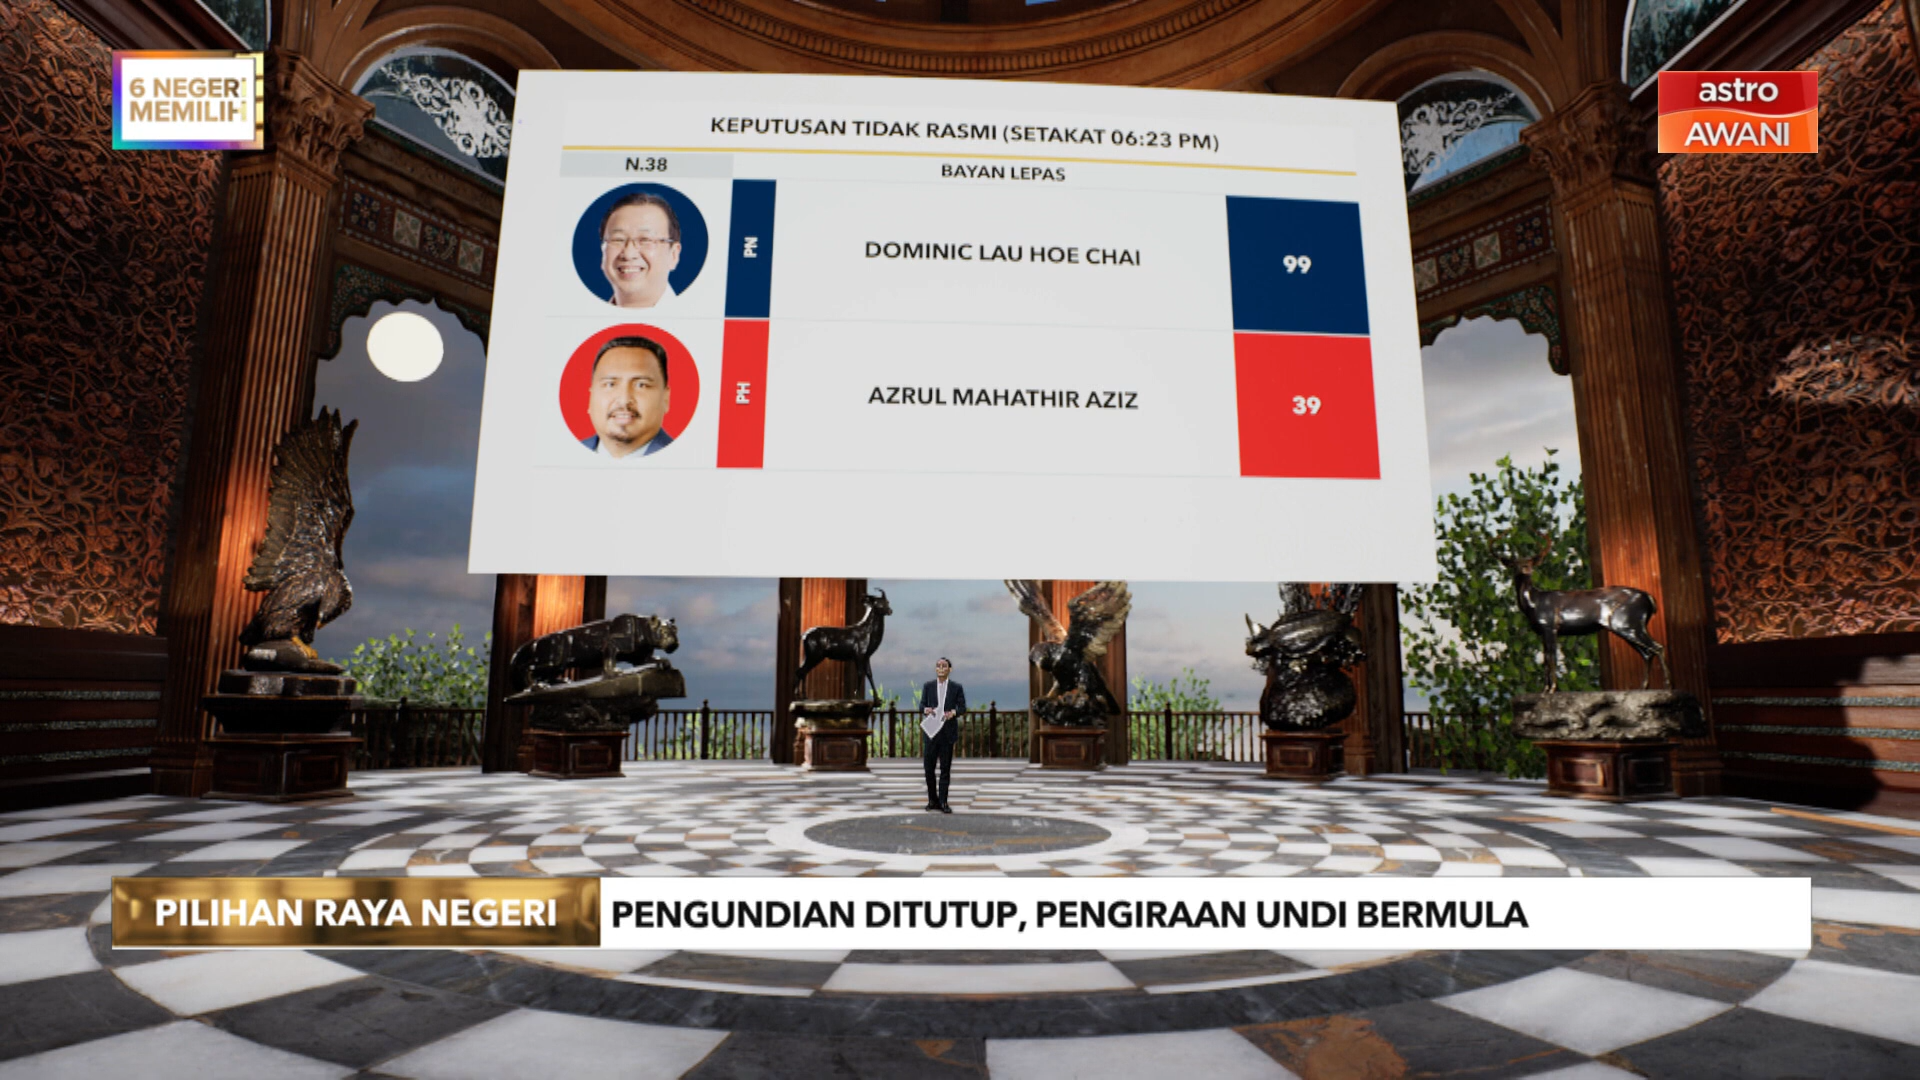 6 NEGERI
MEMILIH
astro
AWANI
KEPUTUSAN TIDAK RASMI (SETAKAT 06:23 PM)
N.38
BAYAN LEPAS
PN
DOMINIC LAU HOE CHAI
99
PH
AZRUL MAHATHIR AZIZ
39
PILIHAN RAYA NEGERI
PENGUNDIAN DITUTUP, PENGIRAAN UNDI BERMULA